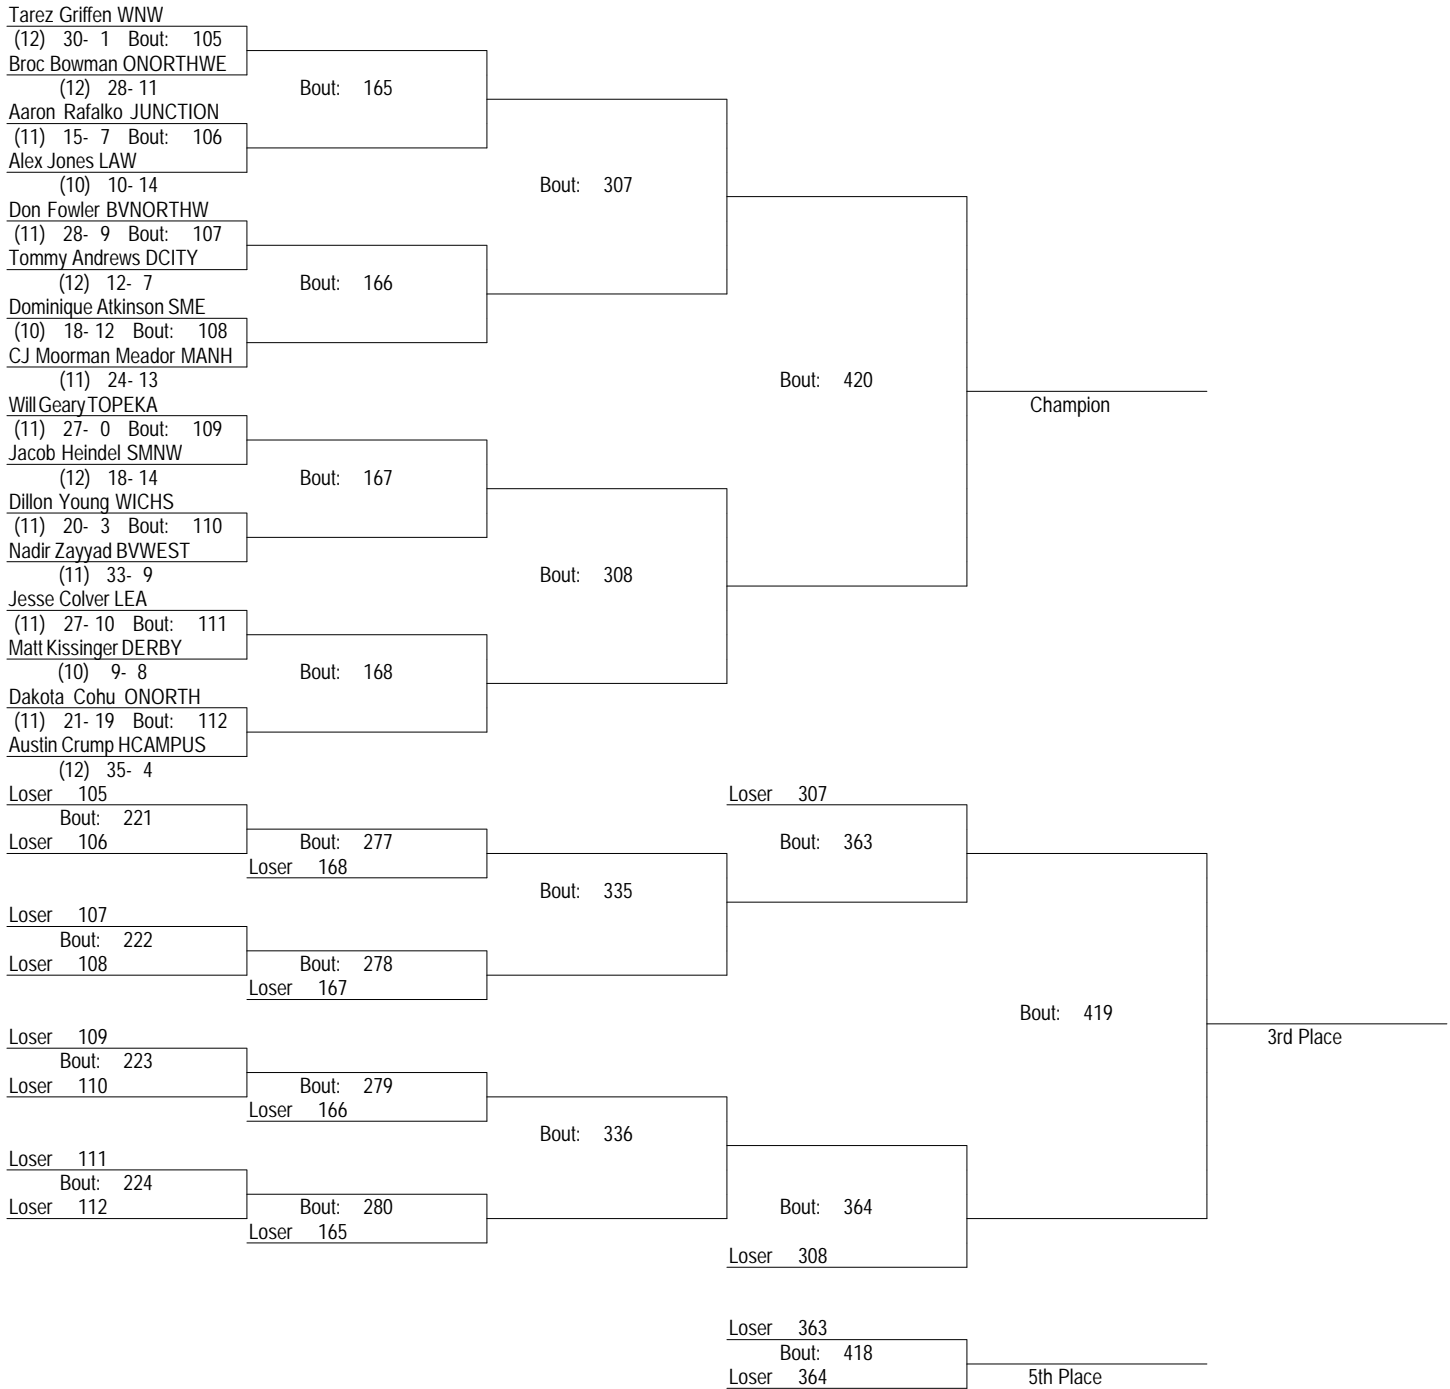 Tarez Griffen WNW
(12) 30- 1 Bout: 105
Broc Bowman ONORTHWE
(12) 28- 11
Bout: 165
Aaron Rafalko JUNCTION
(11) 15- 7 Bout: 106
Alex Jones LAW
(10) 10- 14
Bout: 307
Don Fowler BVNORTHW
(11) 28- 9 Bout: 107
Tommy Andrews DCITY
(12) 12- 7
Bout: 166
Dominique Atkinson SME
(10) 18- 12 Bout: 108
CJ Moorman Meador MANH
(11) 24- 13
Bout: 420
Champion
Will Geary TOPEKA
(11) 27- 0 Bout: 109
Jacob Heindel SMNW
(12) 18- 14
Bout: 167
Dillon Young WICHS
(11) 20- 3 Bout: 110
Nadir Zayyad BVWEST
(11) 33- 9
Bout: 308
Jesse Colver LEA
(11) 27- 10 Bout: 111
Matt Kissinger DERBY
(10) 9- 8
Bout: 168
Dakota Cohu ONORTH
(11) 21- 19 Bout: 112
Austin Crump HCAMPUS
(12) 35- 4
Loser 105
Bout: 221
Loser 106
Bout: 277
Loser 168
Loser 307
Bout: 363
Bout: 335
Loser 107
Bout: 222
Loser 108
Bout: 278
Loser 167
Bout: 419
3rd Place
Loser 109
Bout: 223
Loser 110
Bout: 279
Loser 166
Bout: 336
Loser 111
Bout: 224
Loser 112
Bout: 280
Loser 165
Bout: 364
Loser 308
Loser 363
Bout: 418
Loser 364
5th Place